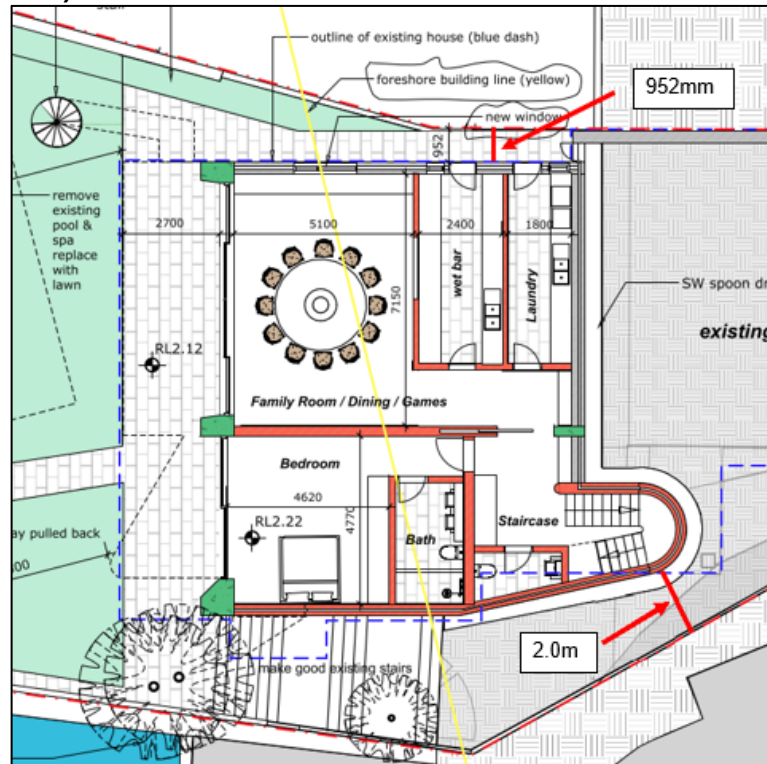 stair
outline of existing house (blue dash)
foreshore building line (yellow)
952mm
new window
952
remove
existing
pool &
spa
replace
with
lawn
2700
5100
2400
1800
wet bar
Laundry
7150
SW spoon dr
existing
RL2.12
Family Room / Dining / Games
Bedroom
4620
4770
RL2.22
Bath
Staircase
ay pulled back
00
2.0m
make good existing stairs